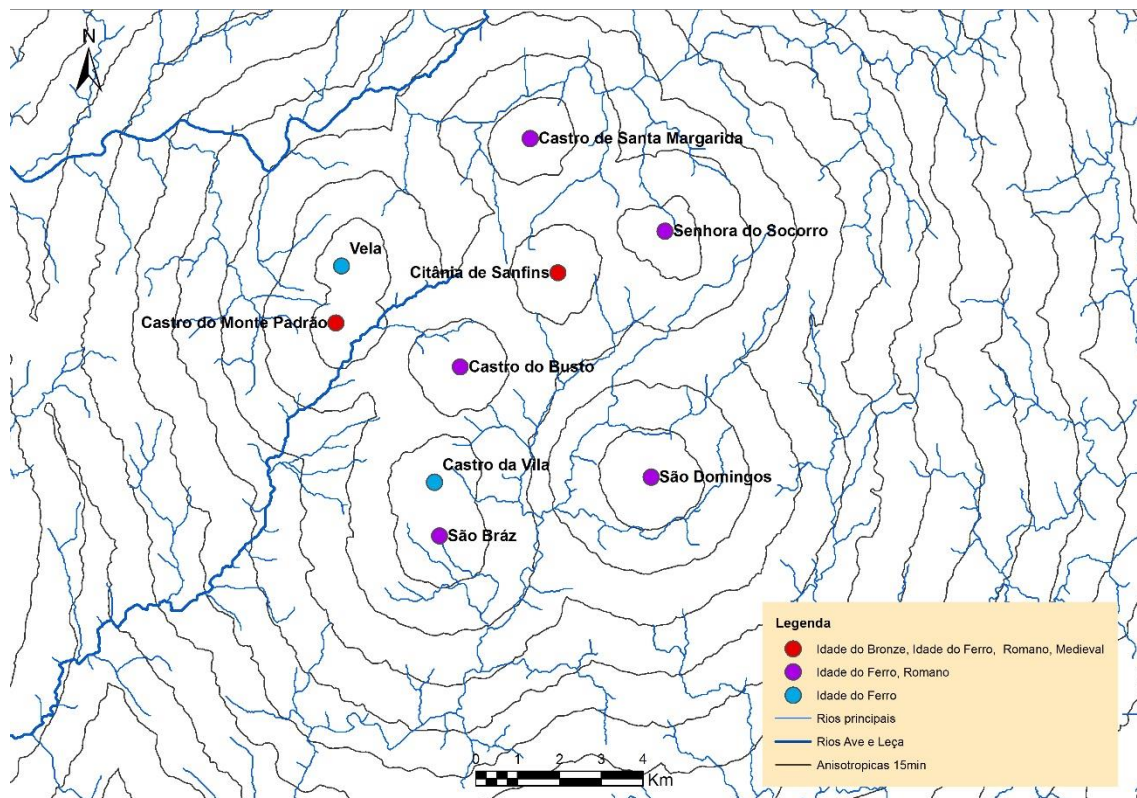 N
Castro de Santa Margarida
Senhora do Socorro
Vela
Citânia de Sanfins
Castro do Monte Padrão
Castro do Busto
Castro da Vila
São Domingos
São Bráz
Legenda
Idade do Bronze, Idade do Ferro, Romano, Medieval
Idade do Ferro, Romano
Idade do Ferro
Rios principais
Rios Ave e Leça
Anisotropicas 15min
0 1 2 3 4
Km